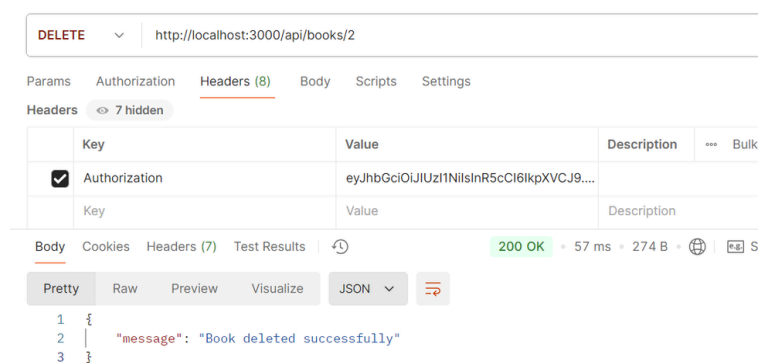 DELETE http://localhost:3000/api/books/2
Params Authorization Headers (8) Body Scripts Settings
Headers 7 hidden
Key Value Description Bulk
Authorization eyJhbGciOiJIUzI1NiIsInR5cCI6IkpXVCJ9....
Key Value Description
Body Cookies Headers (7) Test Results 200 OK 57 ms 274 B e.g. S
Pretty Raw Preview Visualize JSON
1 {
2 "message": "Book deleted successfully"
3 }